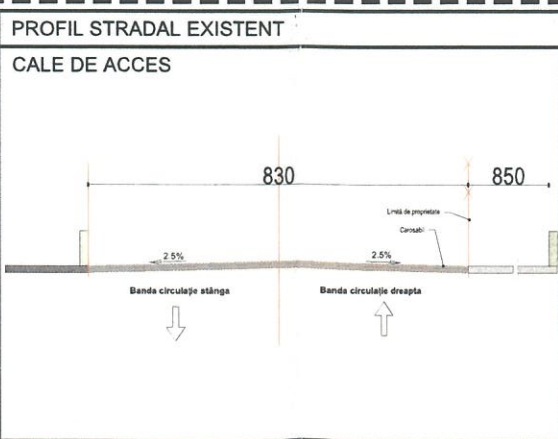 PROFIL STRADAL EXISTENT
CALE DE ACCES
830
850
Limită de proprietate
Carosabil
2.5%
2.5%
Banda circulație stânga
Banda circulație dreapta